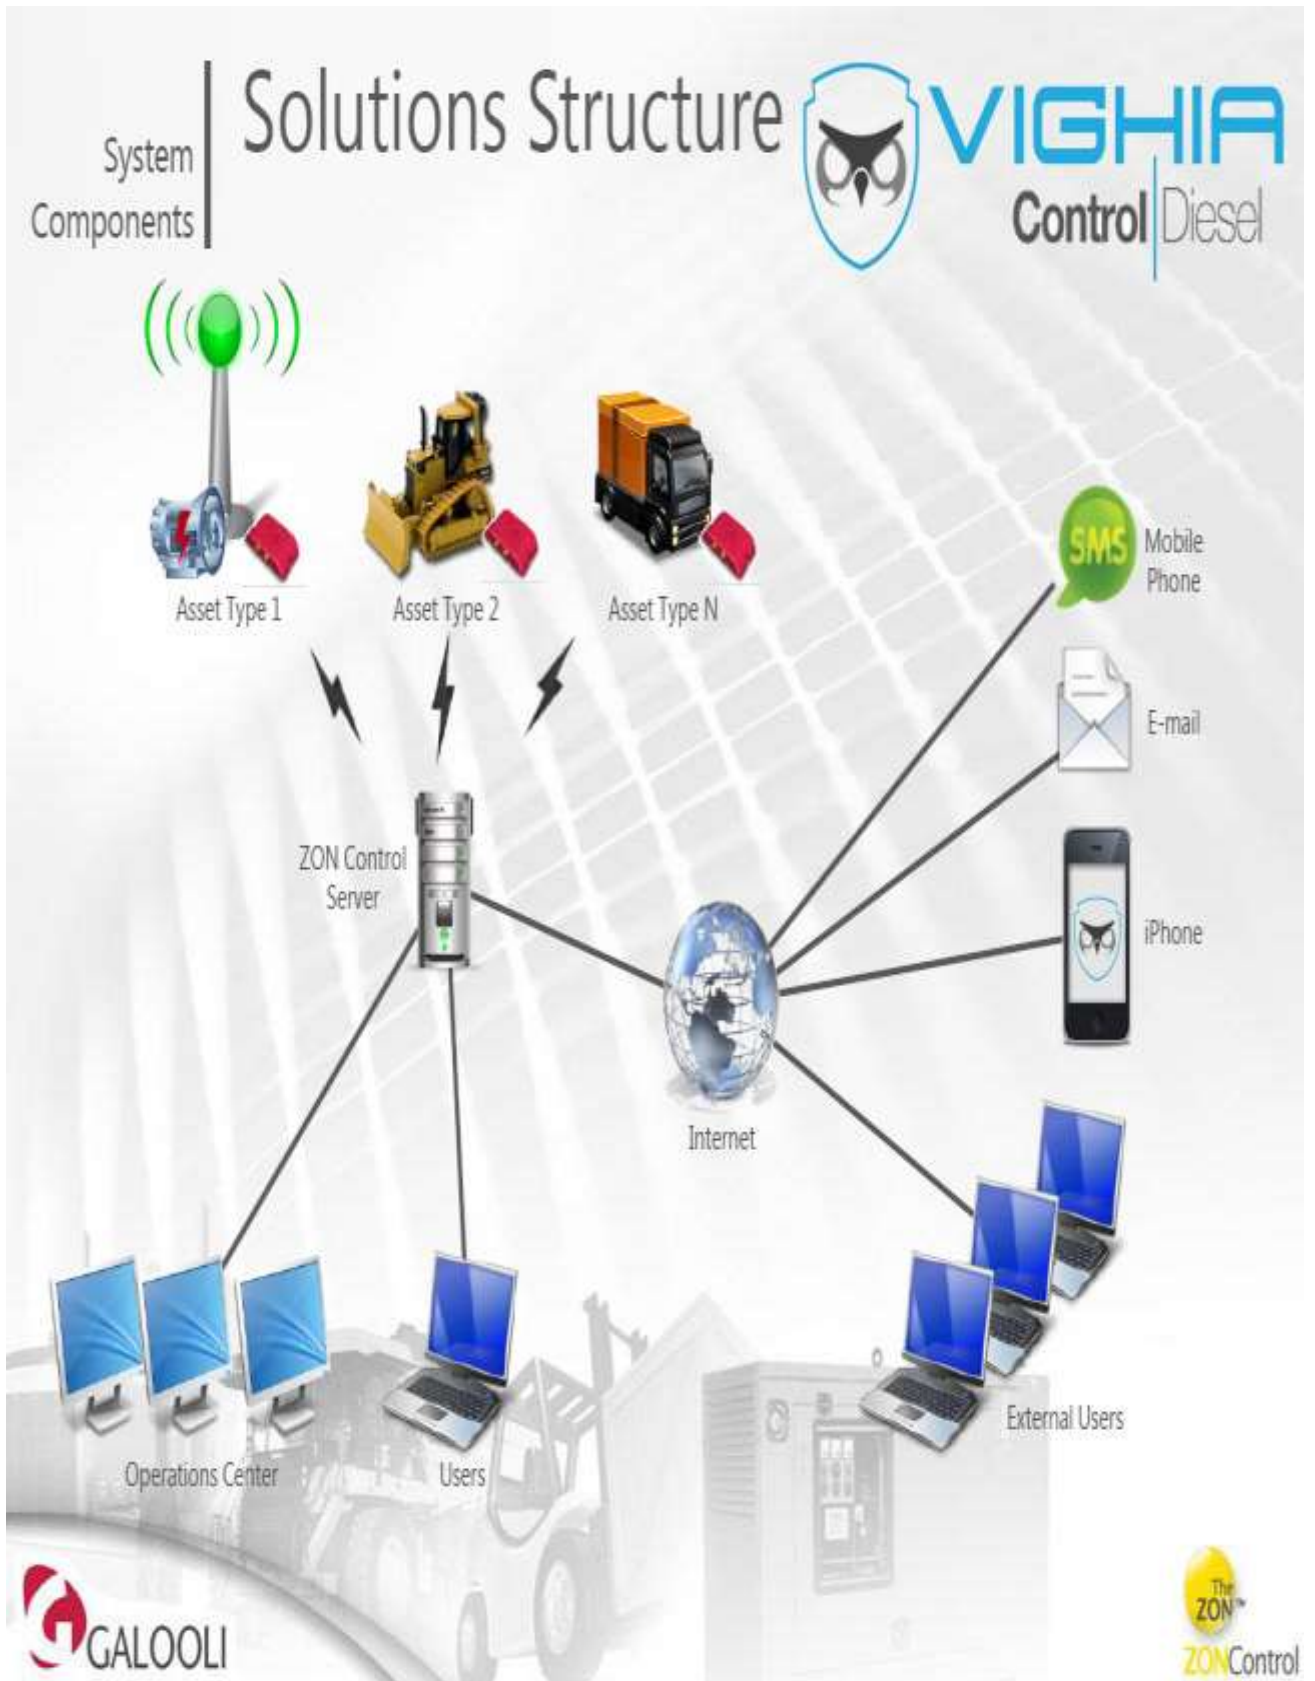 System
Components
Solutions Structure
VIGHIA
Control Diesel
Asset Type 1
Asset Type 2
Asset Type N
SMS
Mobile
Phone
E-mail
ZON Control
Server
iPhone
Internet
External Users
Operations Center
Users
GALOOLI
The
ZON™
ZONControl